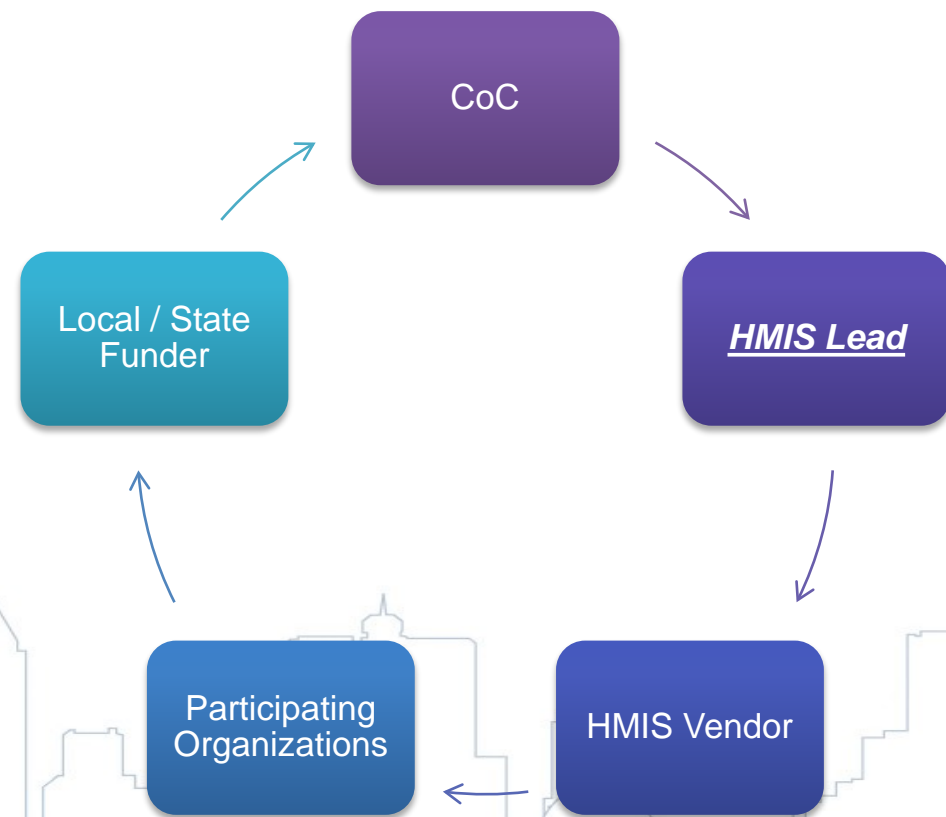 CoC
HMIS Lead
HMIS Vendor
Participating
Organizations
Local / State
Funder